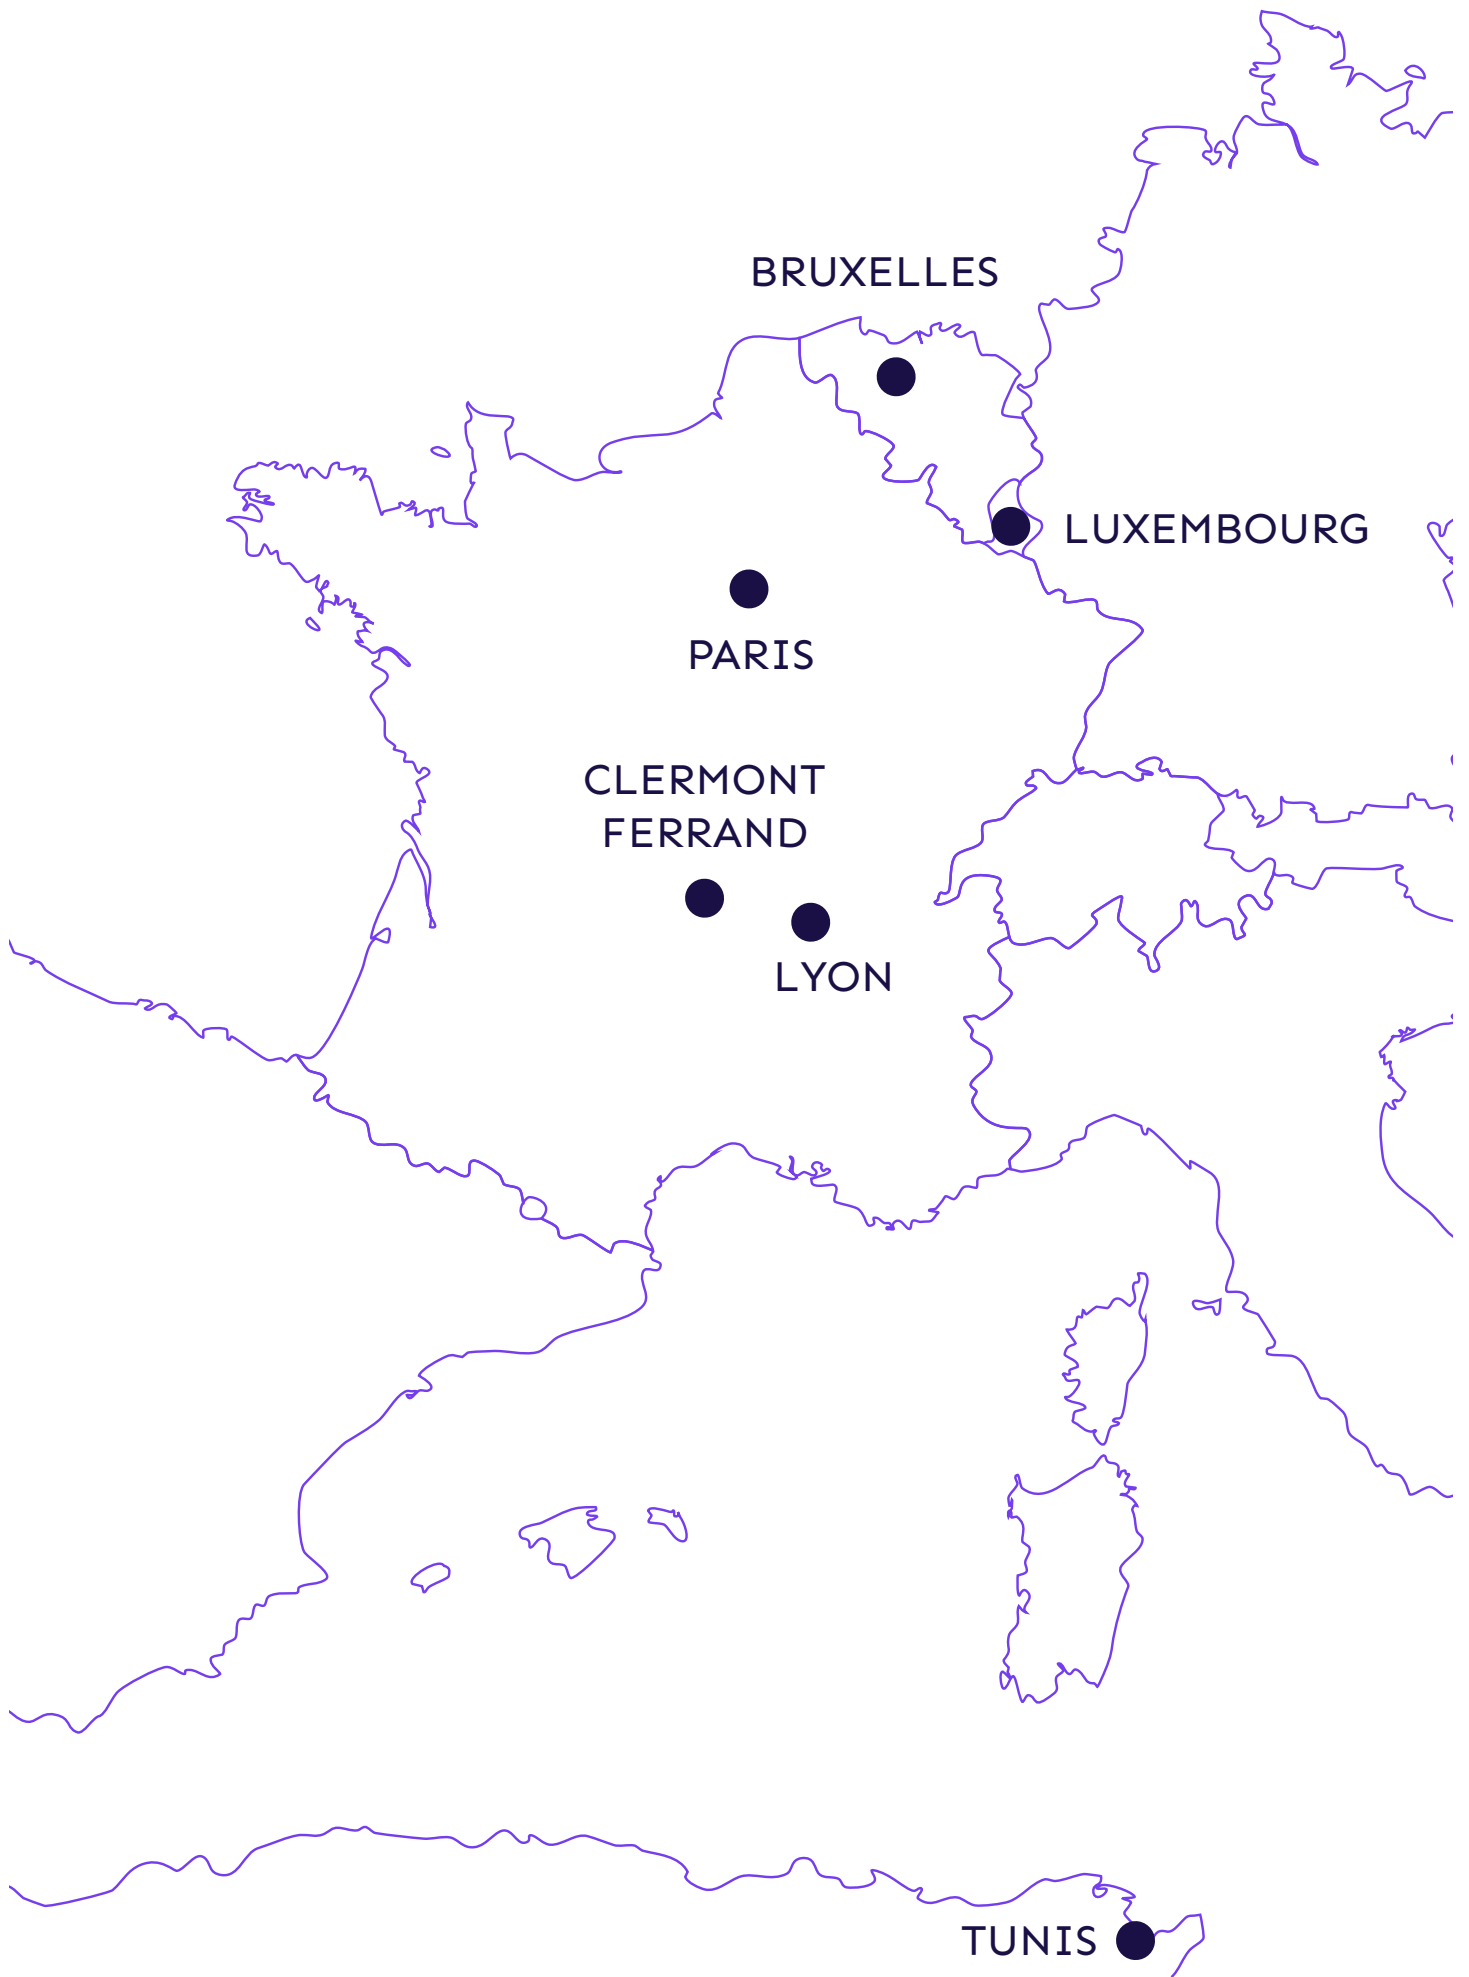 BRUXELLES
LUXEMBOURG
PARIS
CLERMONT
FERRAND
LYON
TUNIS